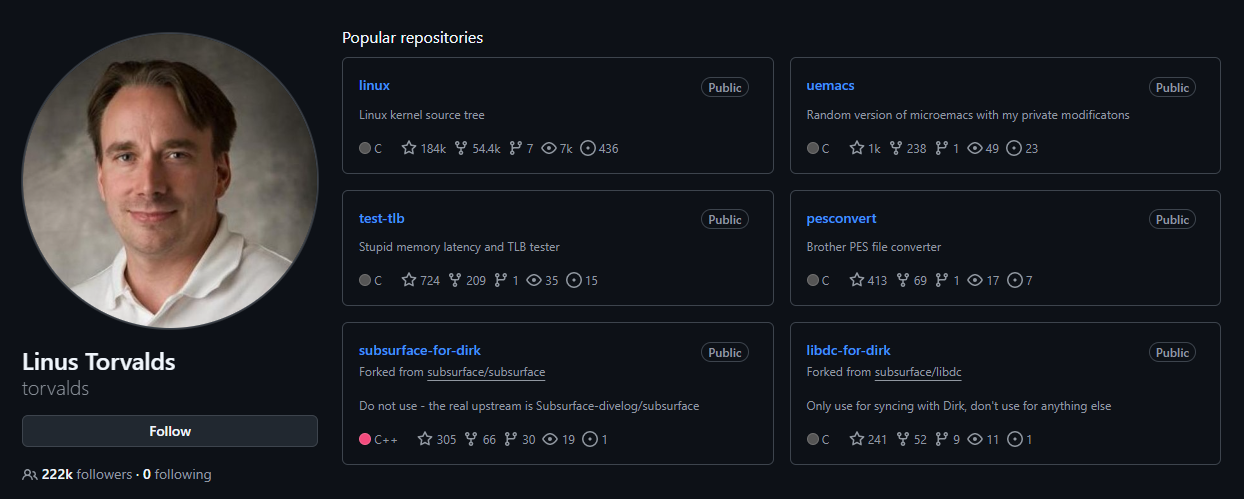 Popular repositories
linux
Public
Linux kernel source tree
C 184k 54.4k 7 7k 436
uemacs
Public
Random version of microemacs with my private modificatons
C 1k 238 1 49 23
test-tlb
Public
Stupid memory latency and TLB tester
C 724 209 1 35 15
pesconvert
Public
Brother PES file converter
C 413 69 1 17 7
subsurface-for-dirk
Public
Forked from subsurface/subsurface
Do not use - the real upstream is Subsurface-divelog/subsurface
C++ 305 66 30 19 1
libdc-for-dirk
Public
Forked from subsurface/libdc
Only use for syncing with Dirk, don't use for anything else
C 241 52 9 11 1
Linus Torvalds
torvalds
Follow
222k followers · 0 following